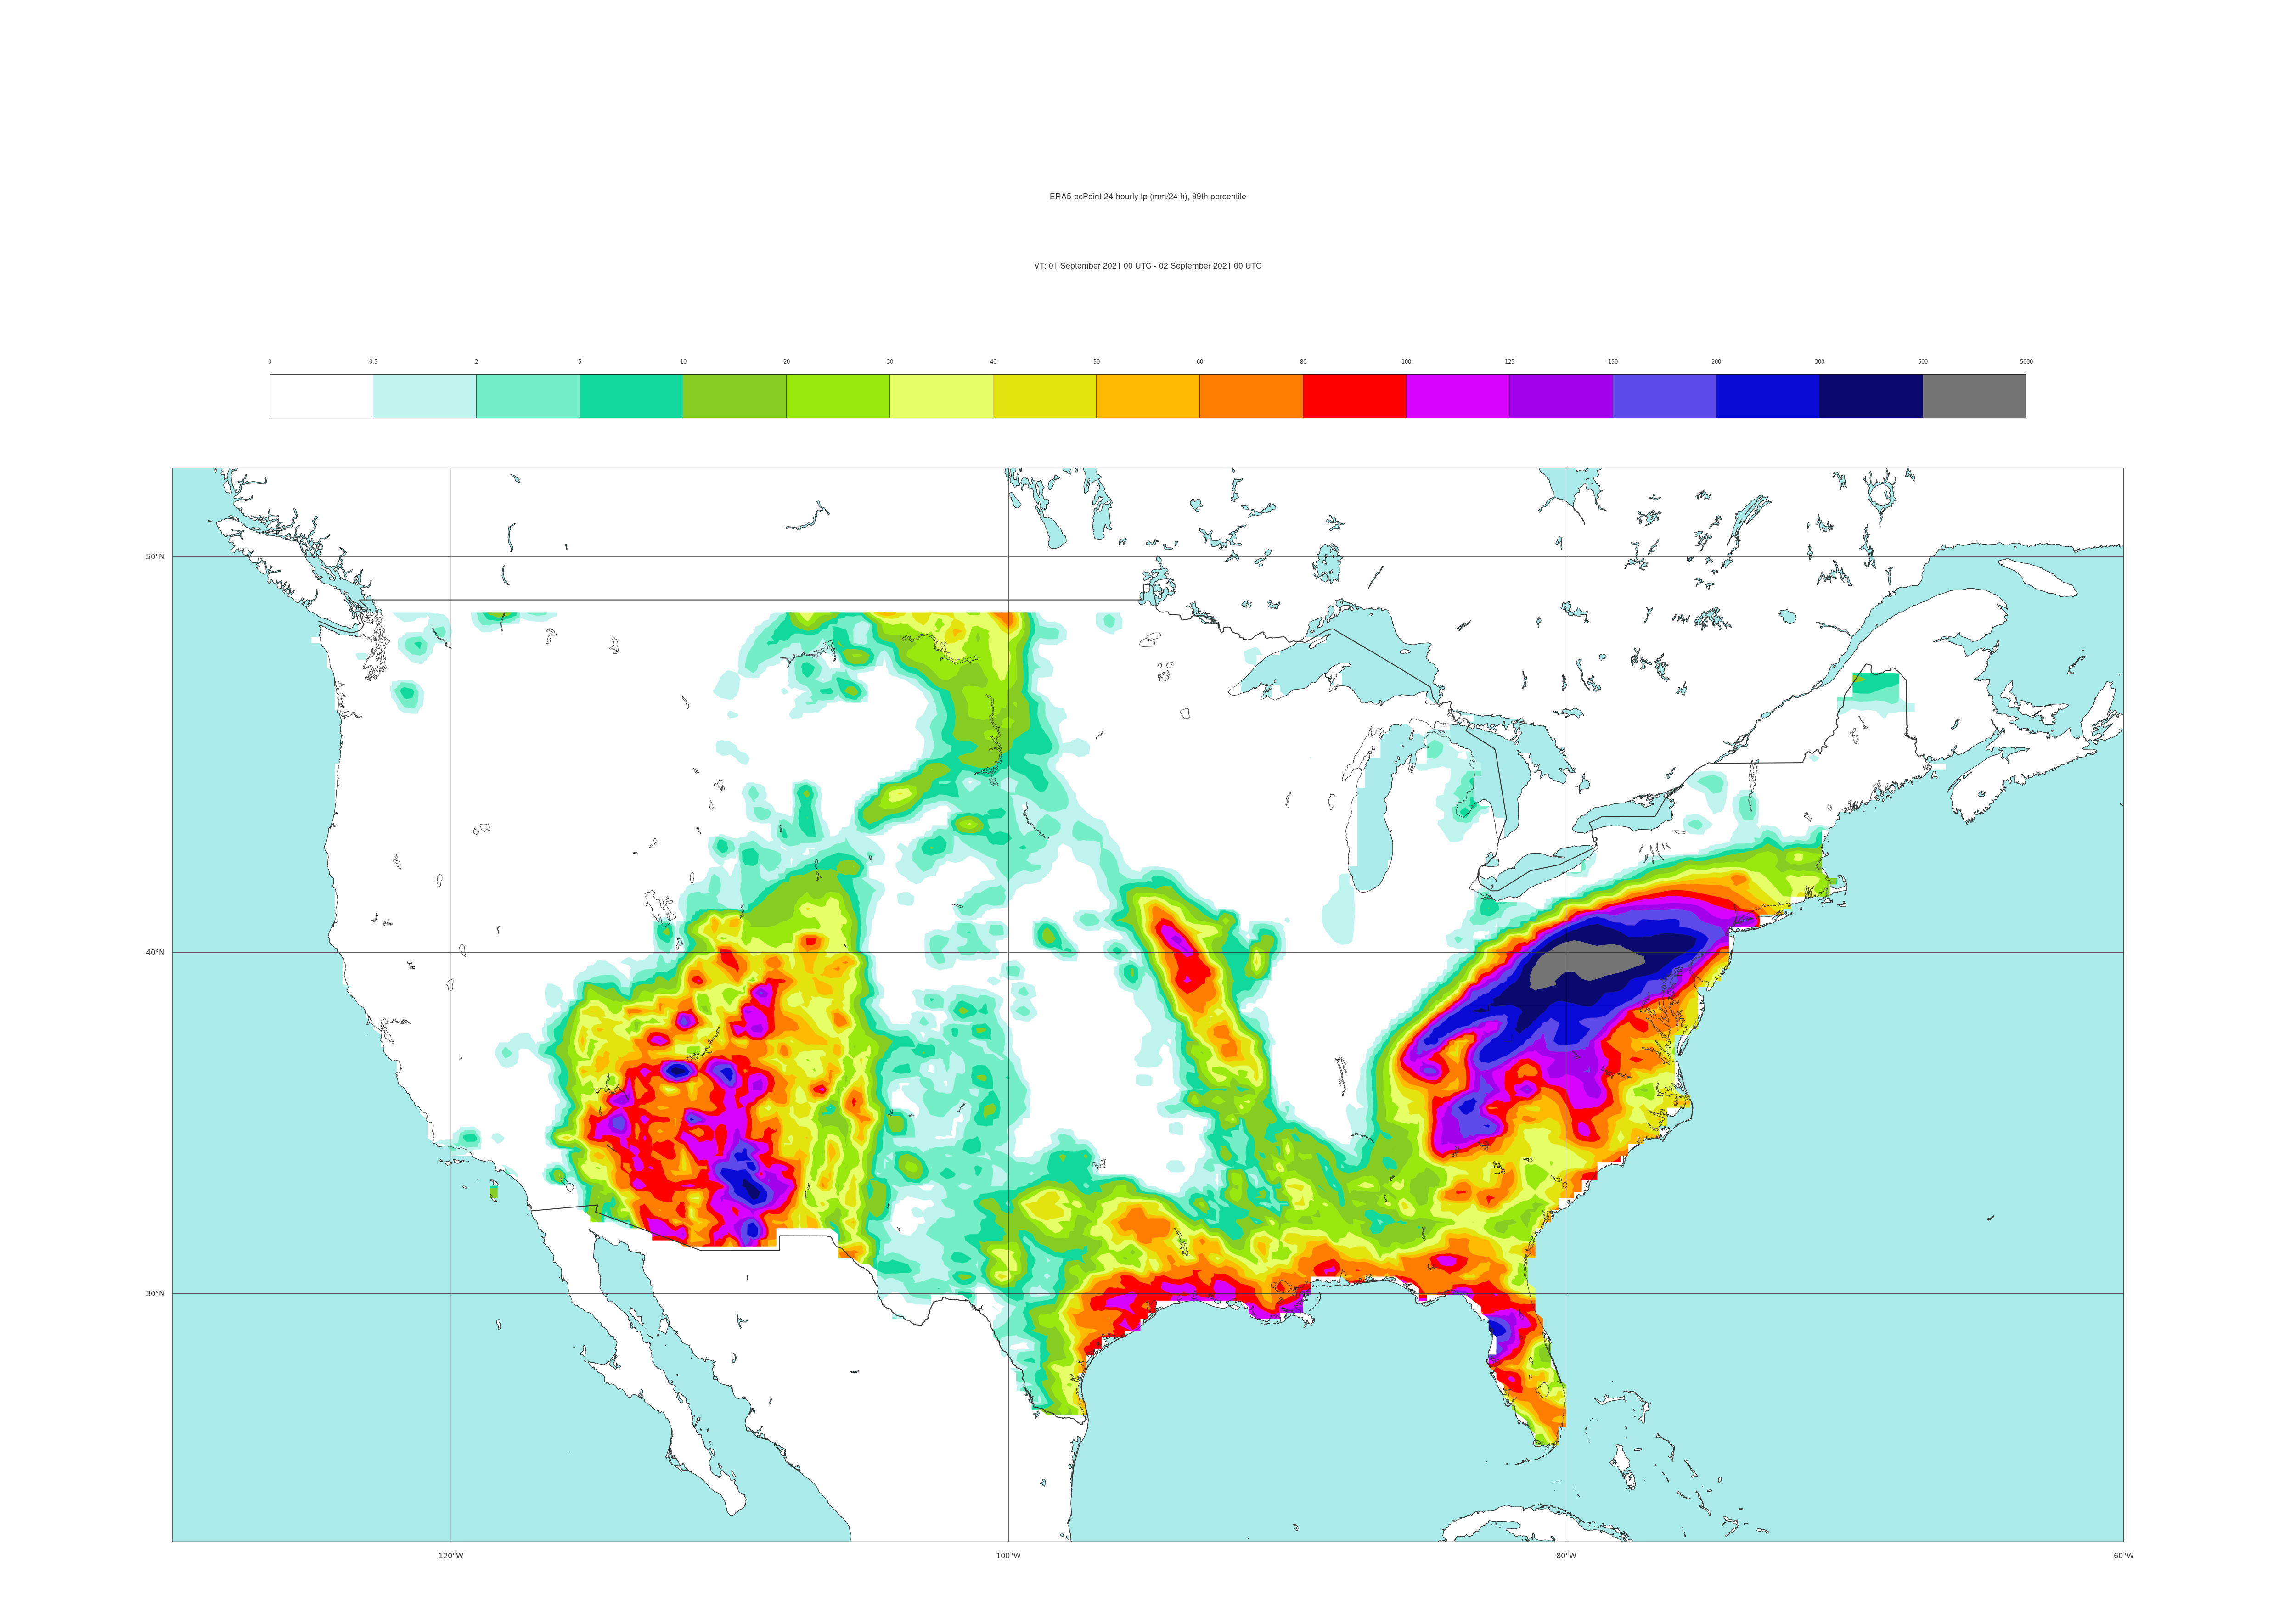 ERA5-ecPoint 24-hourly tp (mm/24 h), 99th percentile
VT: 01 September 2021 00 UTC - 02 September 2021 00 UTC
0 0.5 2 5 10 20 30 40 50 60 80 100 125 150 200 300 500 5000
50°N
40°N
30°N
120°W 100°W 80°W 60°W